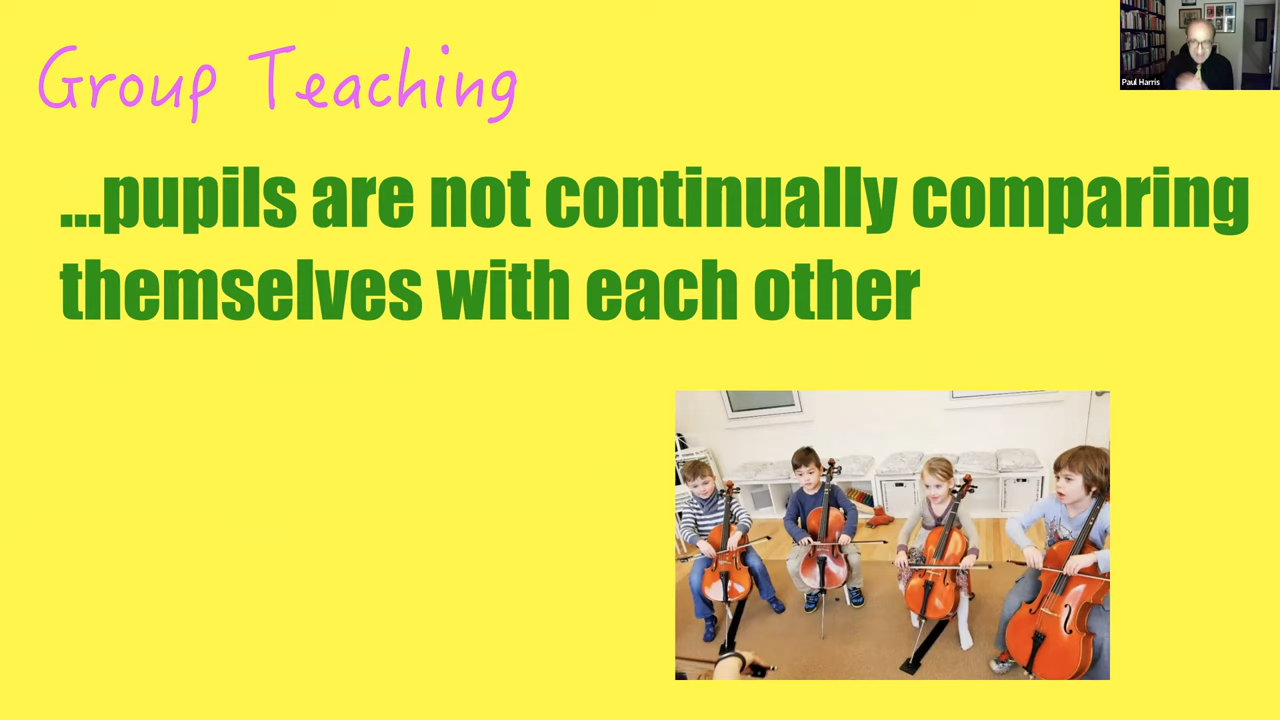 Group Teaching
Paul Harris
...pupils are not continually comparing
themselves with each other